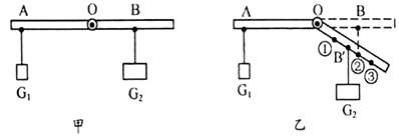 A O B
G₁ G₂
甲
A O B
① B′ ② ③
G₁ G₂
乙